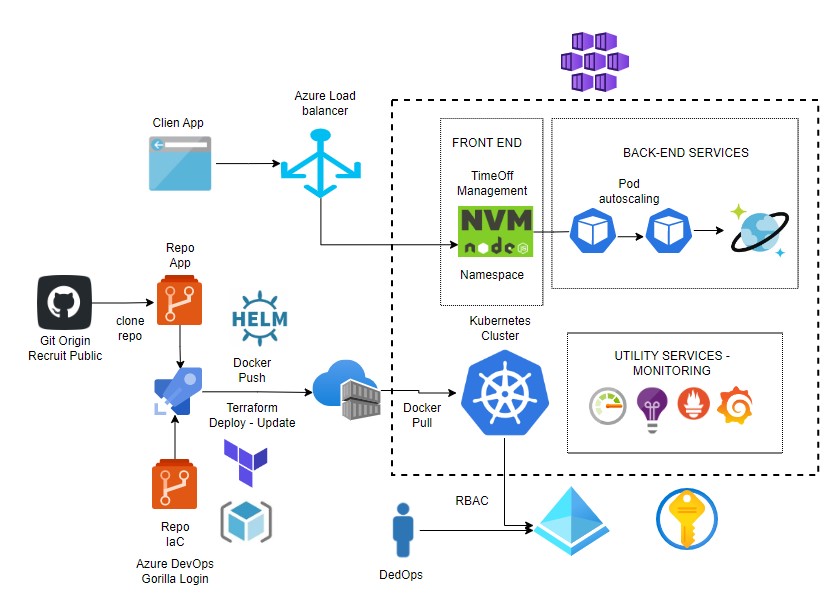 Azure Load
balancer
Clien App
FRONT END
BACK-END SERVICES
TimeOff
Management
Pod
autoscaling
NVM
node JS
Namespace
Repo
App
HELM
clone
repo
Git Origin
Recruit Public
Docker
Push
Kubernetes
Cluster
UTILITY SERVICES -
MONITORING
Terraform
Deploy - Update
Docker
Pull
RBAC
Repo
IaC
Azure DevOps
Gorilla Login
DedOps